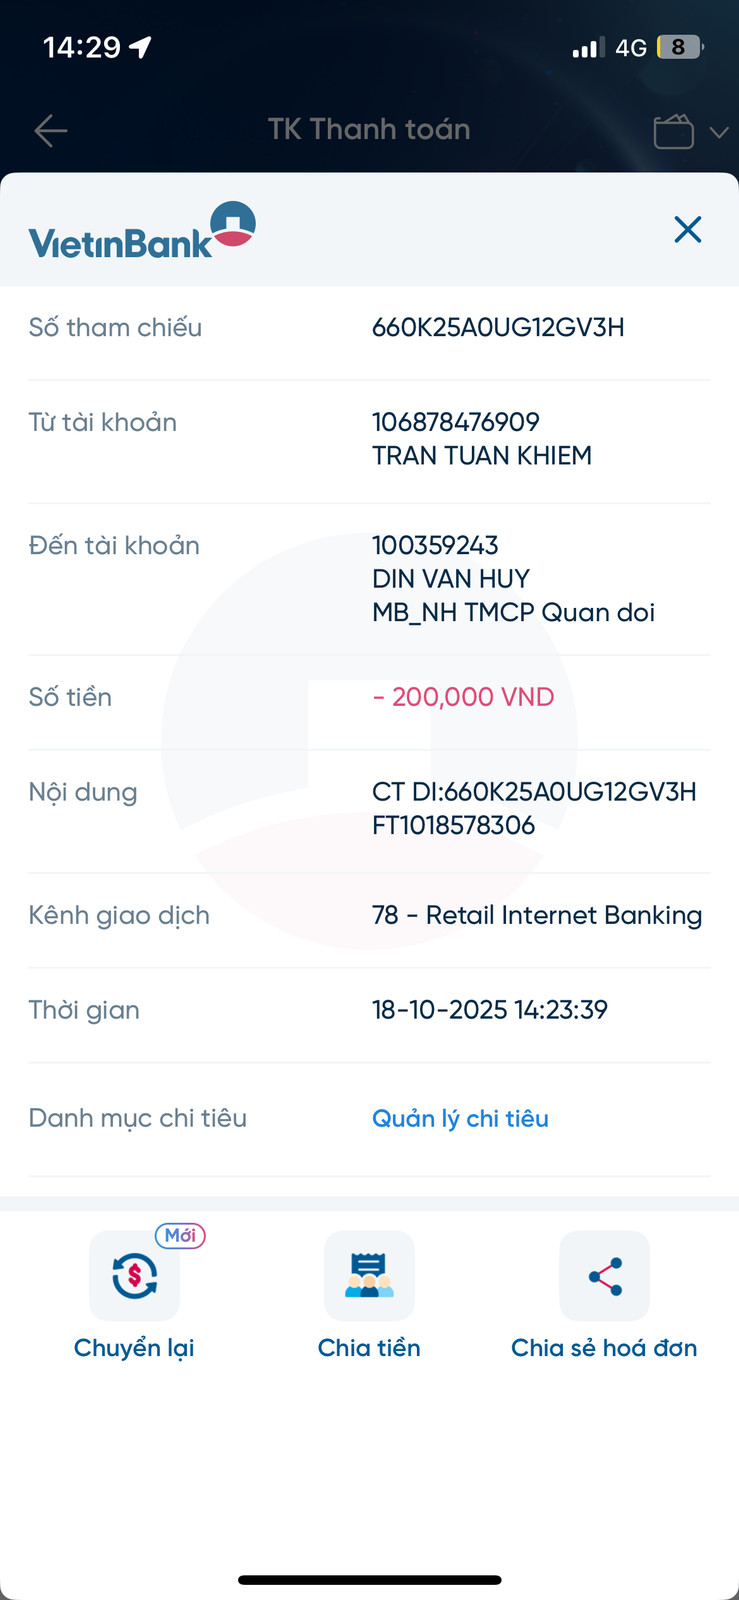 14:29
4G
8
TK Thanh toán
VietinBank
Số tham chiếu
660K25A0UG12GV3H
Từ tài khoản
106878476909
TRAN TUAN KHIEM
Đến tài khoản
100359243
DIN VAN HUY
MB_NH TMCP Quan doi
Số tiền
- 200,000 VND
Nội dung
CT DI:660K25A0UG12GV3H
FT1018578306
Kênh giao dịch
78 - Retail Internet Banking
Thời gian
18-10-2025 14:23:39
Danh mục chi tiêu
Quản lý chi tiêu
Mới
Chuyển lại
Chia tiền
Chia sẻ hoá đơn